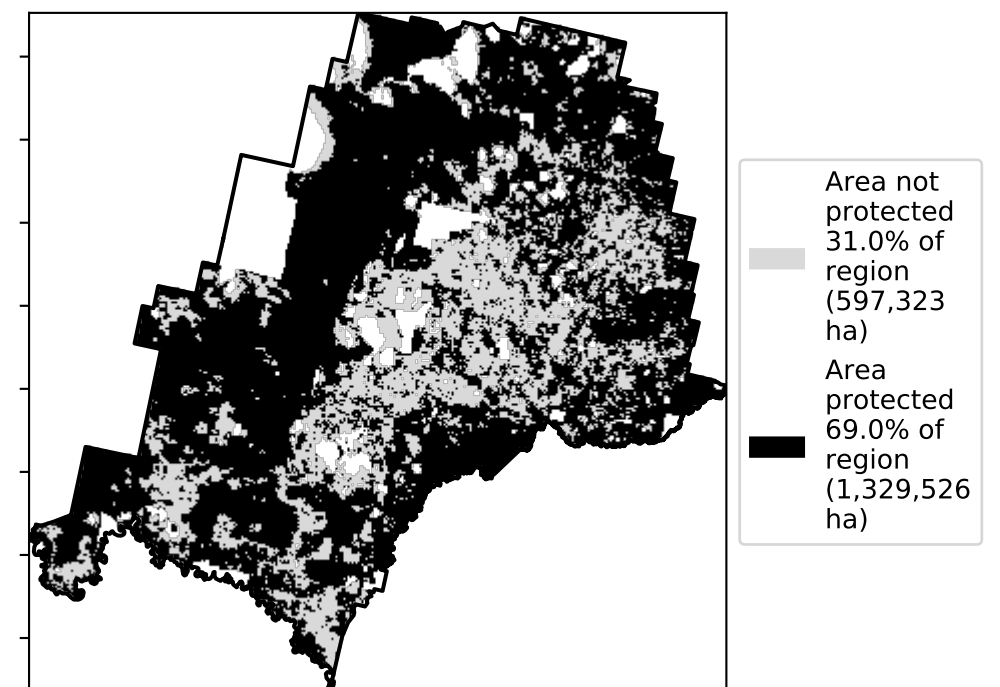 Area not
protected
31.0% of
region
(597,323
ha)
Area
protected
69.0% of
region
(1,329,526
ha)